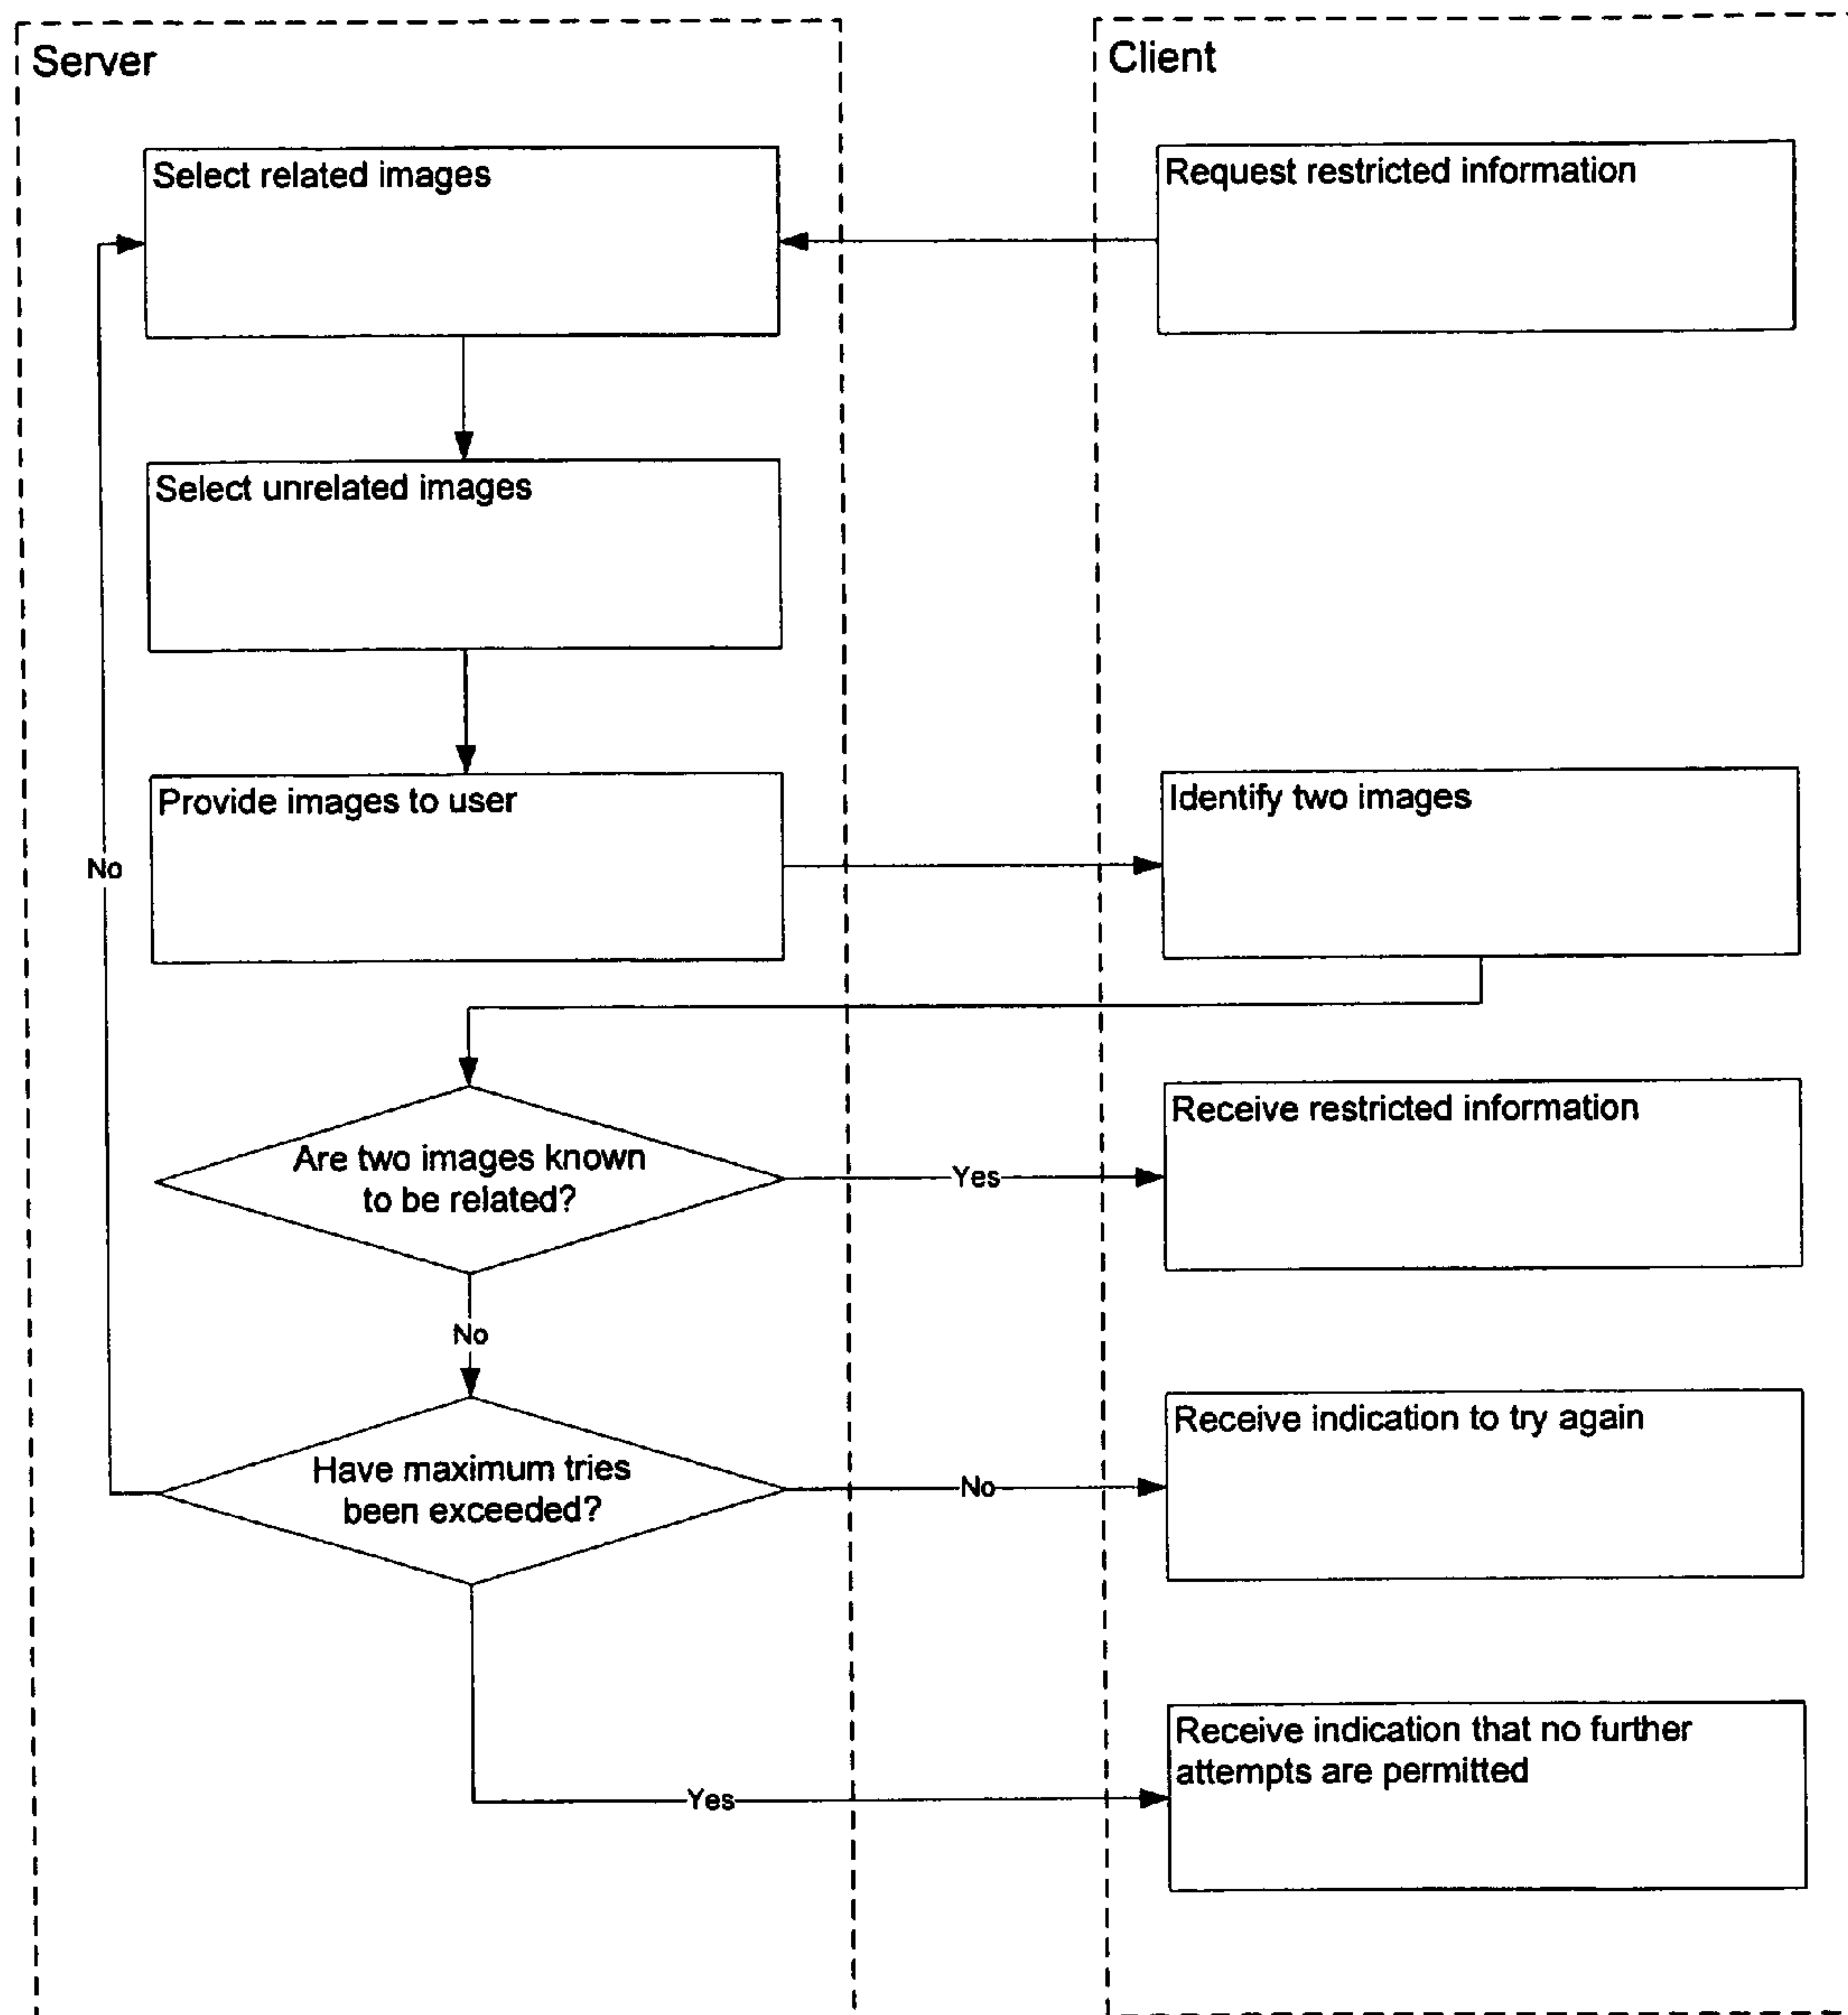 Server
Client
Select related images
Request restricted information
Select unrelated images
Provide images to user
Identify two images
No
Are two images known
to be related?
Yes
Receive restricted information
No
Have maximum tries
been exceeded?
No
Receive indication to try again
Yes
Receive indication that no further
attempts are permitted